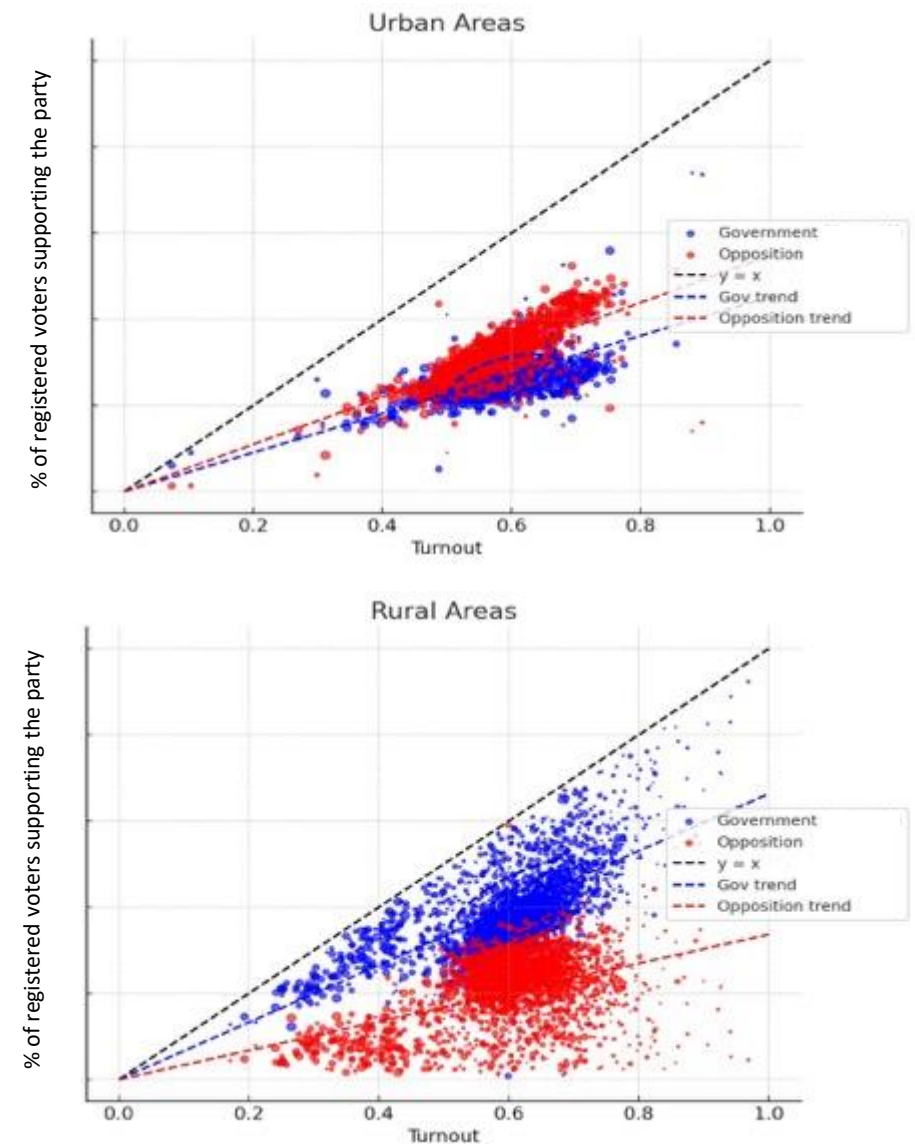 Urban Areas
% of registered voters supporting the party
Government
Opposition
y = x
Gov trend
Opposition trend
0.0 0.2 0.4 0.6 0.8 1.0
Turnout
Rural Areas
% of registered voters supporting the party
Government
Opposition
y = x
Gov trend
Opposition trend
0.0 0.2 0.4 0.6 0.8 1.0
Turnout